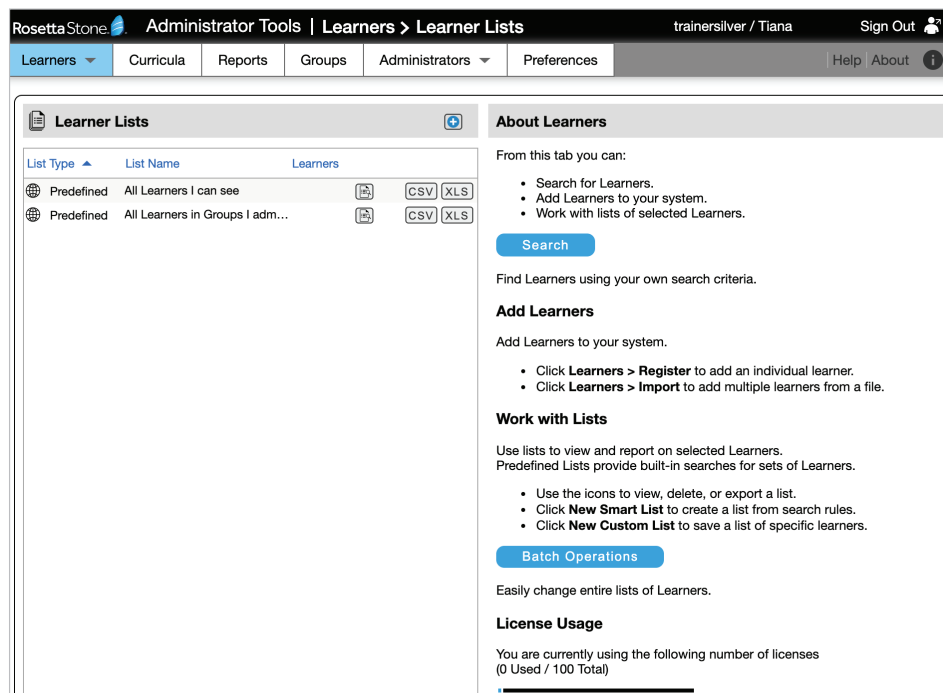 RosettaStone. Administrator Tools | Learners > Learner Lists trainersilver / Tiana Sign Out
Learners Curricula Reports Groups Administrators Preferences Help About i
Learner Lists
List Type List Name Learners
Predefined All Learners I can see CSV XLS
Predefined All Learners in Groups I adm... CSV XLS
About Learners
From this tab you can:
• Search for Learners.
• Add Learners to your system.
• Work with lists of selected Learners.
Search
Find Learners using your own search criteria.
Add Learners
Add Learners to your system.
• Click Learners > Register to add an individual learner.
• Click Learners > Import to add multiple learners from a file.
Work with Lists
Use lists to view and report on selected Learners.
Predefined Lists provide built-in searches for sets of Learners.
• Use the icons to view, delete, or export a list.
• Click New Smart List to create a list from search rules.
• Click New Custom List to save a list of specific learners.
Batch Operations
Easily change entire lists of Learners.
License Usage
You are currently using the following number of licenses
(0 Used / 100 Total)